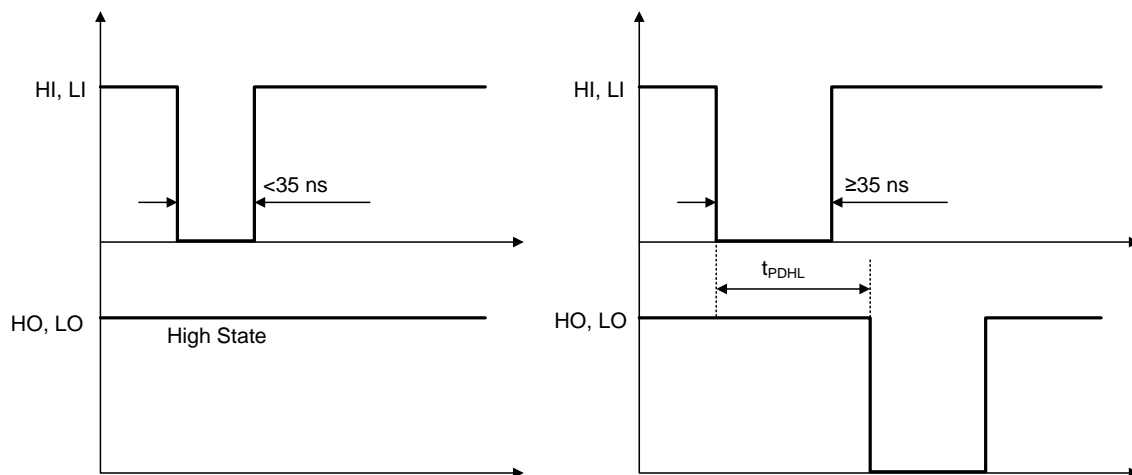 HI, LI
<35 ns
HO, LO
High State
HI, LI
≥35 ns
tPDHL
HO, LO